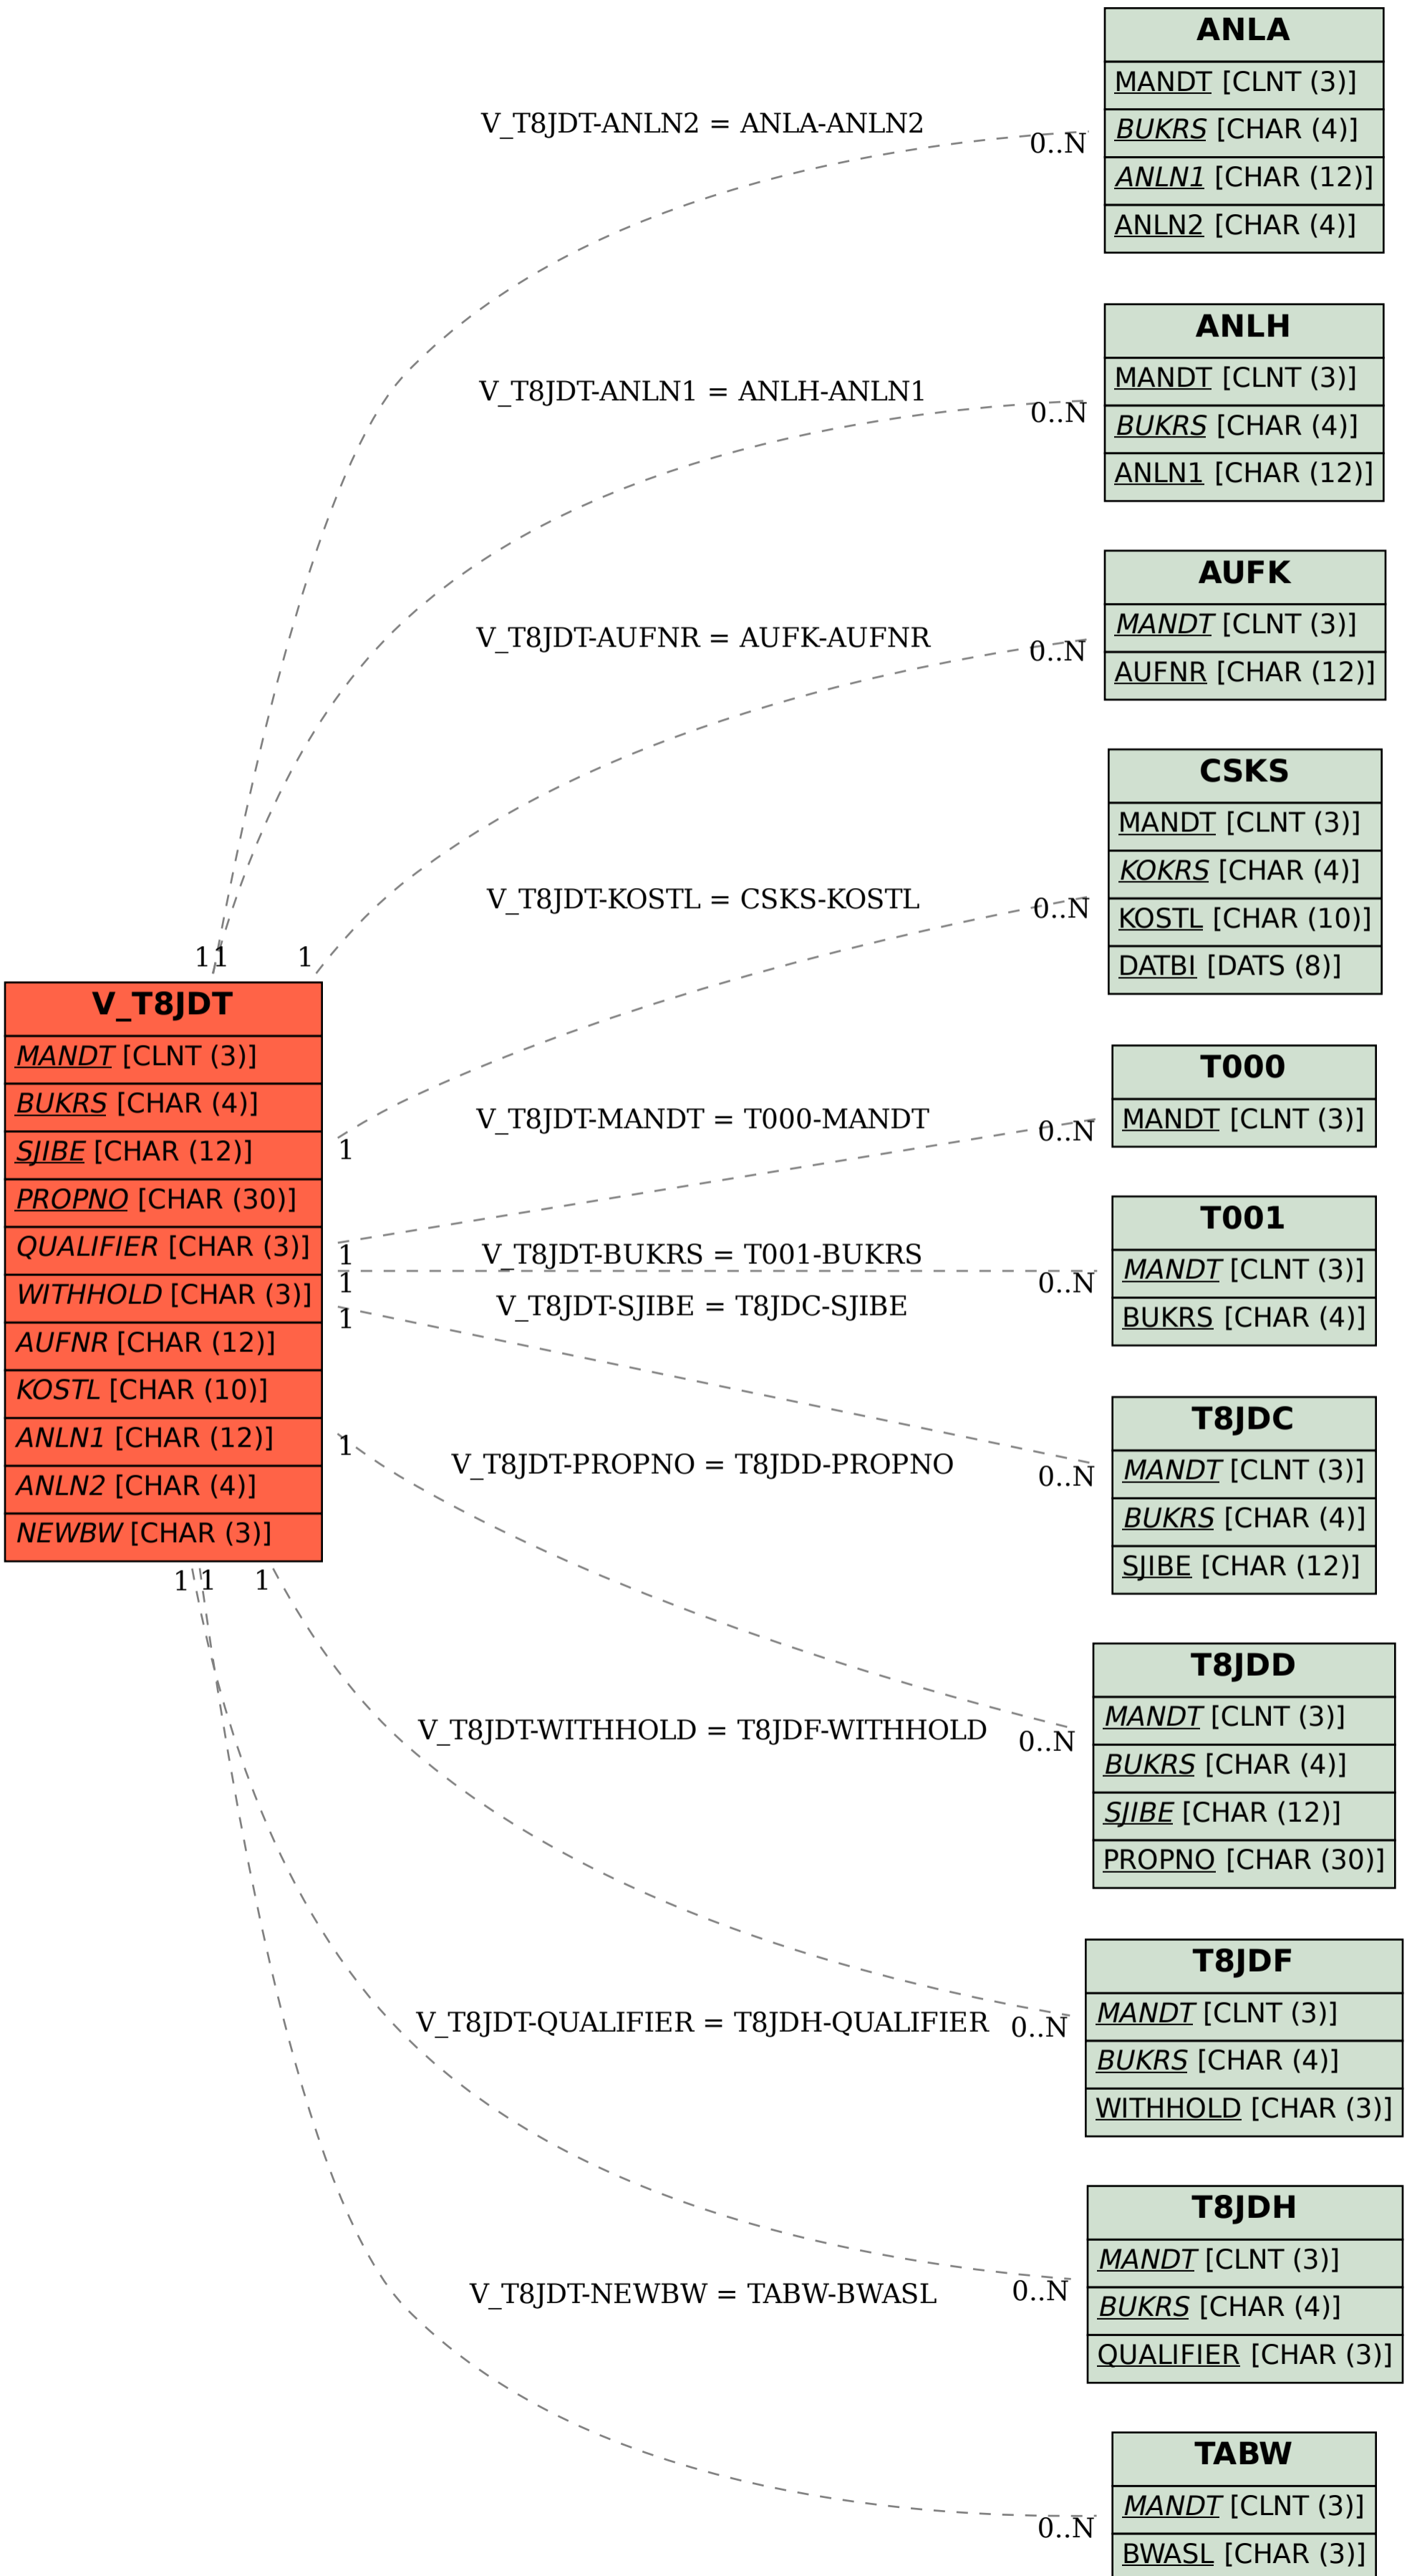 ANLA
MANDT [CLNT (3)]
BUKRS [CHAR (4)]
ANLN1 [CHAR (12)]
ANLN2 [CHAR (4)]
V_T8JDT-ANLN2 = ANLA-ANLN2
0..N
ANLH
MANDT [CLNT (3)]
BUKRS [CHAR (4)]
ANLN1 [CHAR (12)]
V_T8JDT-ANLN1 = ANLH-ANLN1
0..N
AUFK
MANDT [CLNT (3)]
AUFNR [CHAR (12)]
V_T8JDT-AUFNR = AUFK-AUFNR
0..N
CSKS
MANDT [CLNT (3)]
KOKRS [CHAR (4)]
KOSTL [CHAR (10)]
DATBI [DATS (8)]
V_T8JDT-KOSTL = CSKS-KOSTL
0..N
1
1
1
V_T8JDT
MANDT [CLNT (3)]
BUKRS [CHAR (4)]
SJIBE [CHAR (12)]
PROPNO [CHAR (30)]
QUALIFIER [CHAR (3)]
WITHHOLD [CHAR (3)]
AUFNR [CHAR (12)]
KOSTL [CHAR (10)]
ANLN1 [CHAR (12)]
ANLN2 [CHAR (4)]
NEWBW [CHAR (3)]
1
1
1
1
1
1
1
1
T000
MANDT [CLNT (3)]
V_T8JDT-MANDT = T000-MANDT
0..N
T001
MANDT [CLNT (3)]
BUKRS [CHAR (4)]
V_T8JDT-BUKRS = T001-BUKRS
0..N
T8JDC
MANDT [CLNT (3)]
BUKRS [CHAR (4)]
SJIBE [CHAR (12)]
V_T8JDT-SJIBE = T8JDC-SJIBE
0..N
T8JDD
MANDT [CLNT (3)]
BUKRS [CHAR (4)]
SJIBE [CHAR (12)]
PROPNO [CHAR (30)]
V_T8JDT-PROPNO = T8JDD-PROPNO
0..N
T8JDF
MANDT [CLNT (3)]
BUKRS [CHAR (4)]
WITHHOLD [CHAR (3)]
V_T8JDT-WITHHOLD = T8JDF-WITHHOLD
0..N
T8JDH
MANDT [CLNT (3)]
BUKRS [CHAR (4)]
QUALIFIER [CHAR (3)]
V_T8JDT-QUALIFIER = T8JDH-QUALIFIER
0..N
TABW
MANDT [CLNT (3)]
BWASL [CHAR (3)]
V_T8JDT-NEWBW = TABW-BWASL
0..N